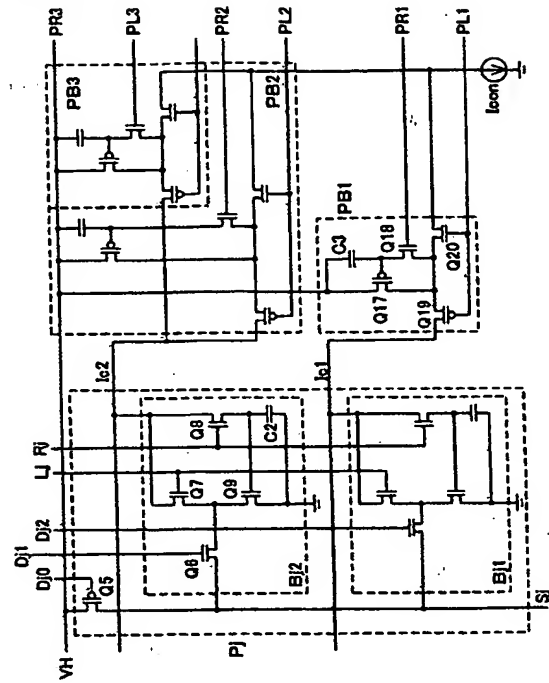 PR3
PL3
PR2
PL2
PR1
PL1
PB3
PB2
PB1
Icon
C3
Q18
Q17
Q20
Q19
Ic2
Ic1
Rj
Lj
Dj2
Dj1
Dj0
VH
Q8
C2
Q7
Q9
Q6
Q5
Bj2
Bj1
Pj
Sj